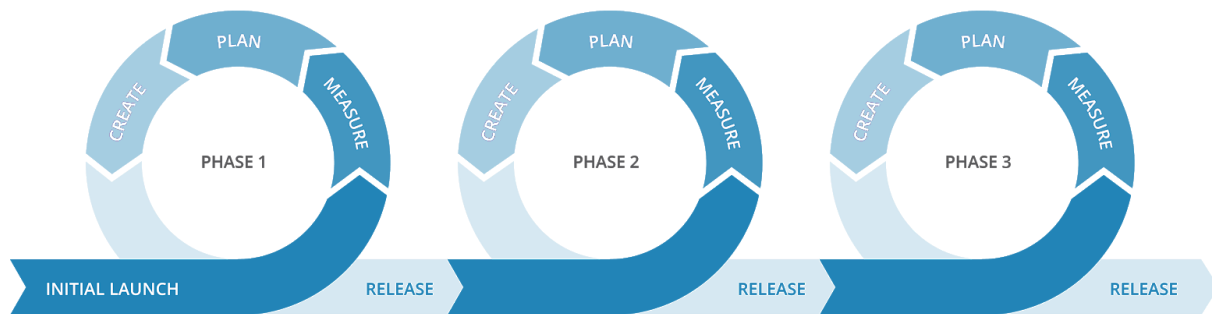 PLAN
CREATE
MEASURE
PHASE 1
INITIAL LAUNCH
RELEASE
PLAN
CREATE
MEASURE
PHASE 2
RELEASE
PLAN
CREATE
MEASURE
PHASE 3
RELEASE